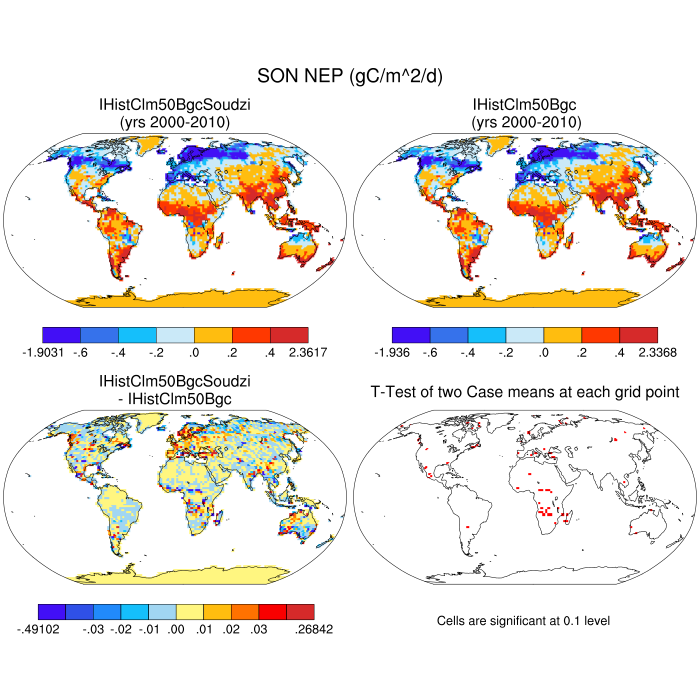 SON NEP (gC/m^2/d)
IHistClm50BgcSoudzi
(yrs 2000-2010)
IHistClm50Bgc
(yrs 2000-2010)
-1.9031 -.6 -.4 -.2 .0 .2 .4 2.3617
-1.936 -.6 -.4 -.2 .0 .2 .4 2.3368
IHistClm50BgcSoudzi
- IHistClm50Bgc
T-Test of two Case means at each grid point
-.49102 -.03 -.02 -.01 .00 .01 .02 .03 .26842
Cells are significant at 0.1 level